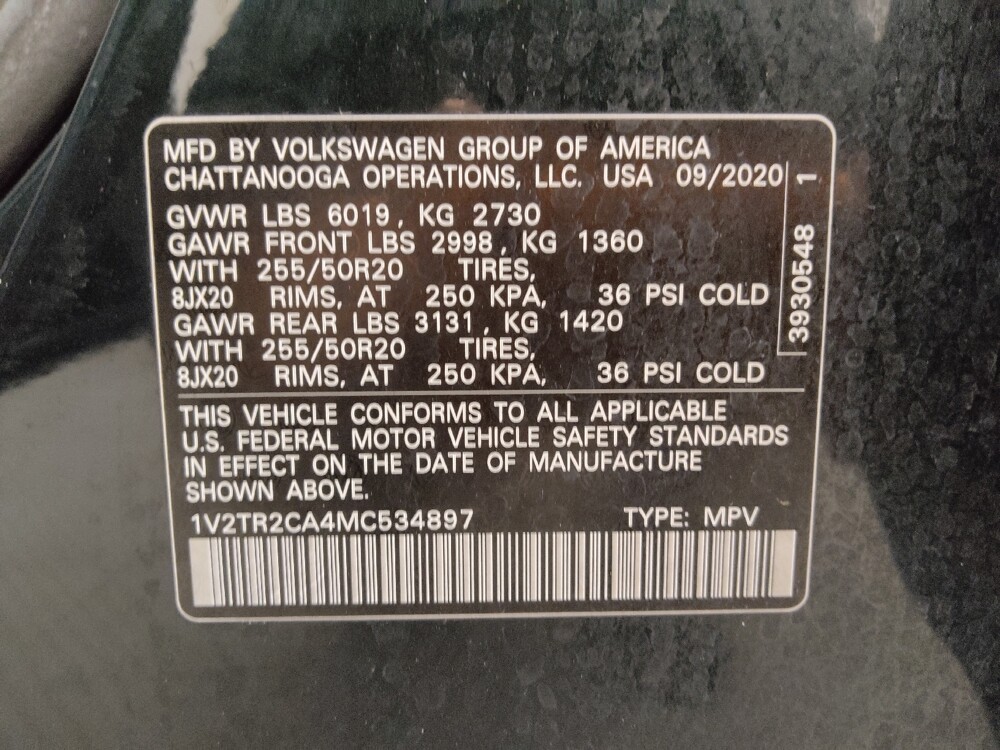 MFD BY VOLKSWAGEN GROUP OF AMERICA
CHATTANOOGA OPERATIONS, LLC. USA 09/2020
GVWR LBS 6019, KG 2730
GAWR FRONT LBS 2998, KG 1360
WITH 255/50R20 TIRES,
8JX20 RIMS, AT 250 KPA, 36 PSI COLD
GAWR REAR LBS 3131, KG 1420
WITH 255/50R20 TIRES,
8JX20 RIMS, AT 250 KPA, 36 PSI COLD
3930548 1
THIS VEHICLE CONFORMS TO ALL APPLICABLE
U.S. FEDERAL MOTOR VEHICLE SAFETY STANDARDS
IN EFFECT ON THE DATE OF MANUFACTURE
SHOWN ABOVE.
1V2TR2CA4MC534897 TYPE: MPV